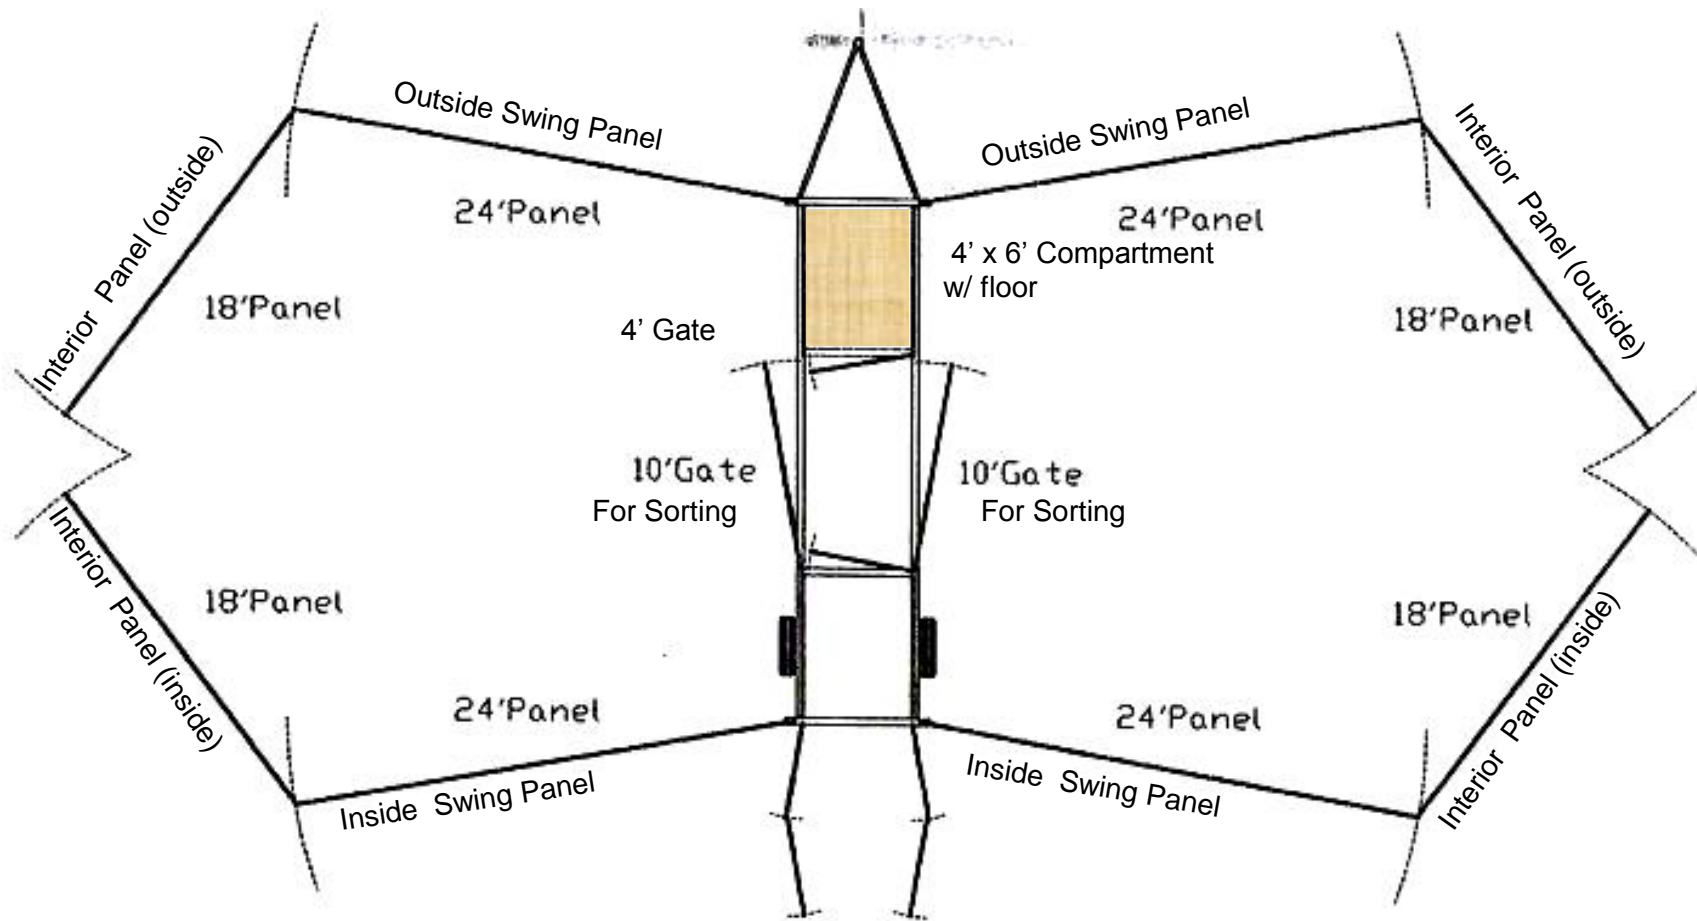 Outside Swing Panel
Outside Swing Panel
Interior Panel (outside)
Interior Panel (outside)
24'Panel
24'Panel
4’ x 6’ Compartment
w/ floor
18'Panel
18'Panel
4’ Gate
10'Gate
For Sorting
10'Gate
For Sorting
Interior Panel (inside)
Interior Panel (inside)
18'Panel
18'Panel
24'Panel
24'Panel
Inside Swing Panel
Inside Swing Panel